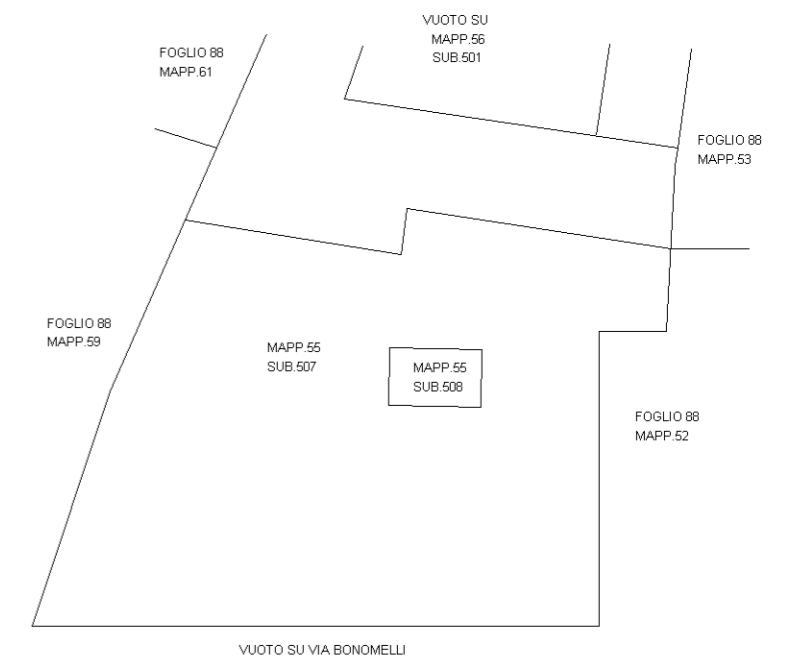 VUOTO SU
MAPP.56
SUB.501
FOGLIO 88
MAPP.61
FOGLIO 88
MAPP.53
FOGLIO 88
MAPP.59
MAPP.55
SUB.507
MAPP.55
SUB.508
FOGLIO 88
MAPP.52
VUOTO SU VIA BONOMELLI